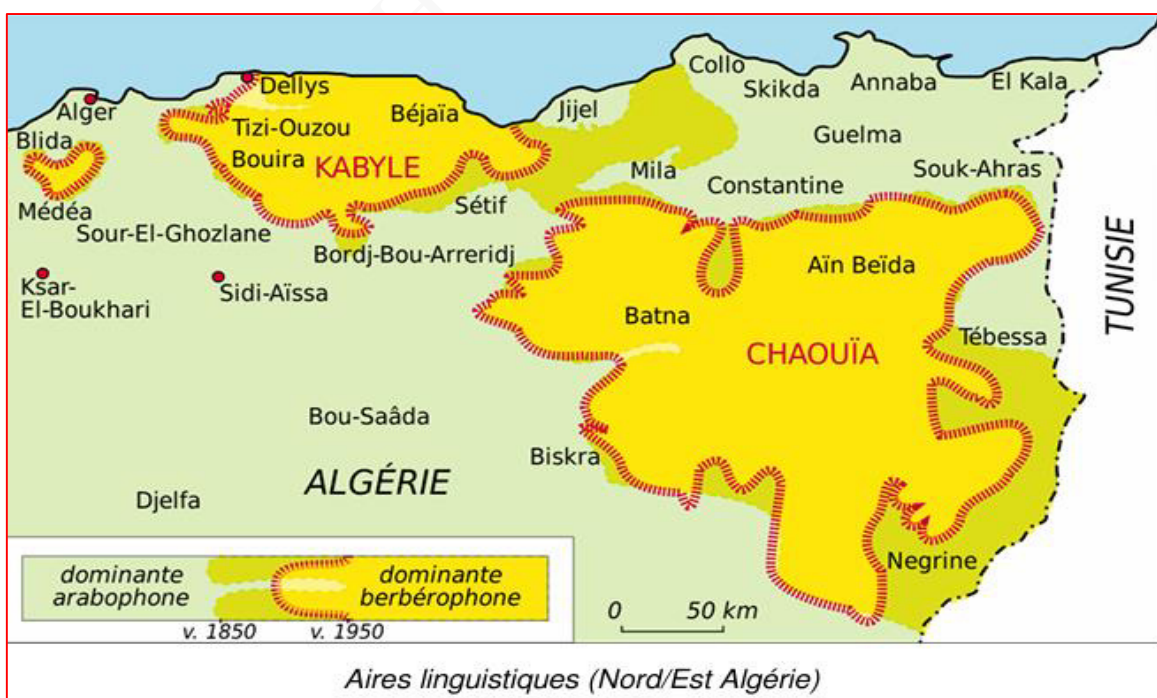 Collo
Skikda
Annaba
El Kala
Alger
Dellys
Jijel
Blida
Tizi-Ouzou
Béjaïa
Guelma
Bouira
KABYLE
Mila
Constantine
Souk-Ahras
Médéa
Sétif
Sour-El-Ghozlane
Bordj-Bou-Arreridj
Aïn Beïda
Ksar-
El-Boukhari
Sidi-Aïssa
Batna
CHAOUÏA
Tébessa
TUNISIE
Bou-Saâda
Biskra
ALGÉRIE
Djelfa
Negrine
dominante
arabophone
dominante
berbérophone
v. 1850
v. 1950
0 50 km
Aires linguistiques (Nord/Est Algérie)